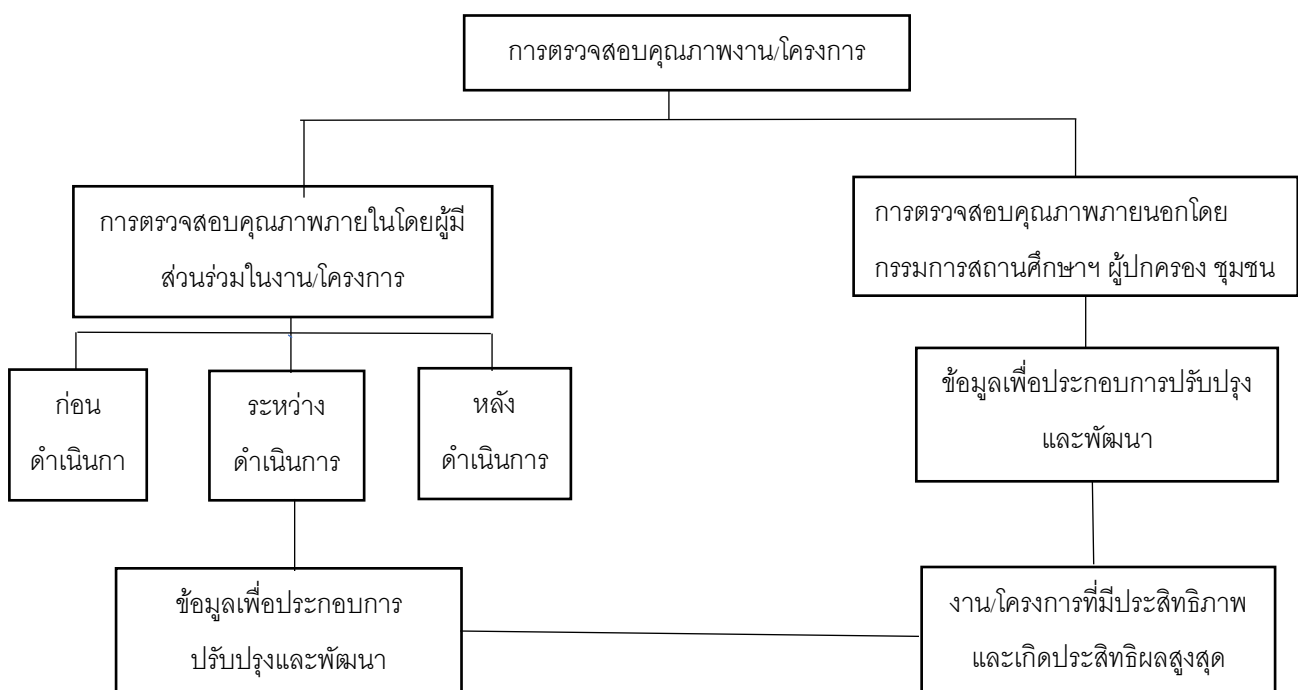 การตรวจสอบคุณภาพงาน/โครงการ
การตรวจสอบคุณภาพภายในโดยผู้มี
ส่วนร่วมในงาน/โครงการ
การตรวจสอบคุณภาพภายนอกโดย
กรรมการสถานศึกษาฯ ผู้ปกครอง ชุมชน
ก่อน
ดำเนินกา
ระหว่าง
ดำเนินการ
หลัง
ดำเนินการ
ข้อมูลเพื่อประกอบการปรับปรุง
และพัฒนา
ข้อมูลเพื่อประกอบการ
ปรับปรุงและพัฒนา
งาน/โครงการที่มีประสิทธิภาพ
และเกิดประสิทธิผลสูงสุด